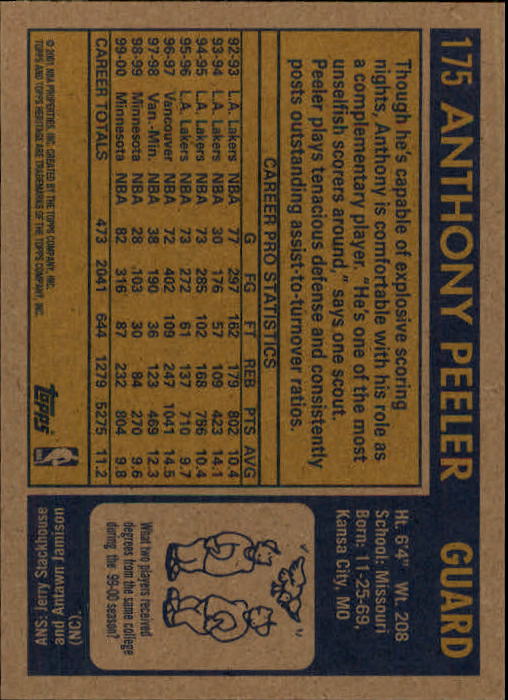 175 ANTHONY PEELER GUARD
Though he's capable of explosive scoring
nights, Anthony is comfortable with his role as
a complementary player. "He's one of the most
unselfish scorers around," says one scout.
Peeler plays tenacious defense and consistently
posts outstanding assist-to-turnover ratios.
Ht. 6'4" Wt. 208
School: Missouri
Born: 11-25-69,
Kansa City, MO
CAREER PRO STATISTICS
G FG FT REB PTS AVG
92-93 L.A. Lakers NBA 77 297 162 179 802 10.4
93-94 L.A. Lakers NBA 30 176 57 109 423 14.1
94-95 L.A. Lakers NBA 73 285 102 168 756 10.4
95-96 L.A. Lakers NBA 73 272 61 137 710 9.7
96-97 Vancouver NBA 72 402 109 247 1041 14.5
97-98 Van.-Min. NBA 38 190 36 123 469 12.3
98-99 Minnesota NBA 28 .103 30 84 270 9.6
99-00 Minnesota NBA 82 316 87 232 804 9.8
CAREER TOTALS 473 2041 644 1279 5275 11.2
What two players received
degrees from the same college
during the 99-00 season?
ANS: Jerry Stackhouse
and Antawn Jamison
(NC).
© 2001 NBA PROPERTIES, INC. CREATED BY THE TOPPS COMPANY, INC.
TOPPS AND TOPPS HERITAGE ARE TRADEMARKS OF THE TOPPS COMPANY, INC.
Topps